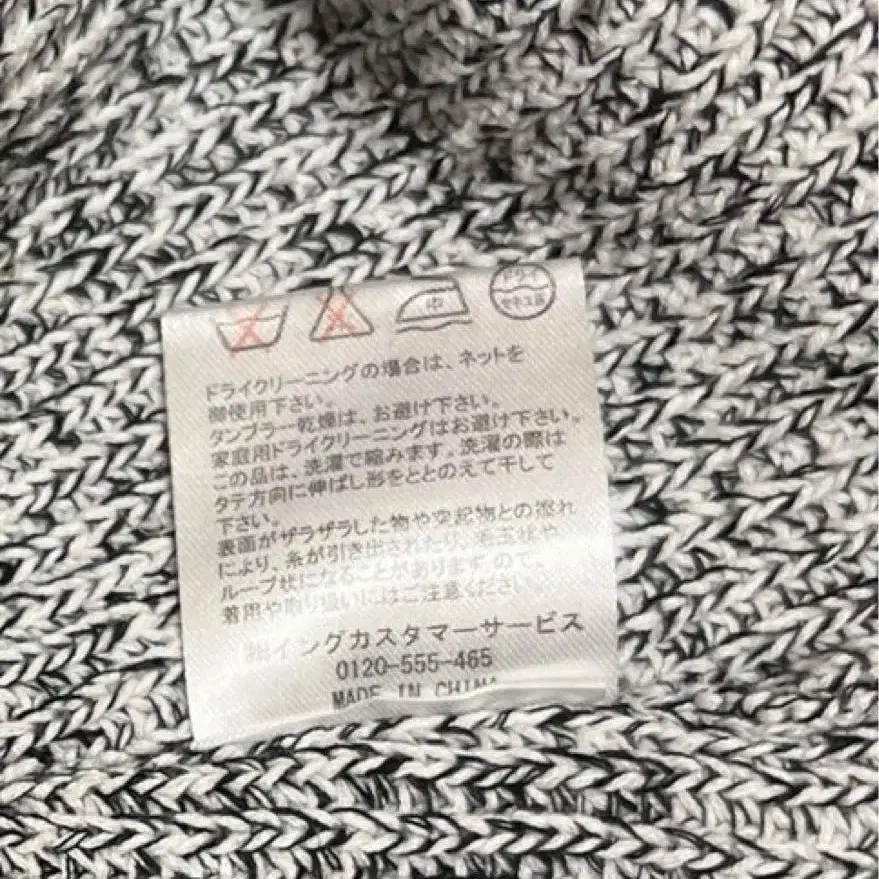 中
ドライ
セキユ系
ドライクリーニングの場合は、ネットを
御使用下さい。
タンブラー乾燥は、お避け下さい。
家庭用ドライクリーニングはお避け下さい。
この品は、洗濯で縮みます。洗濯の際は
タテ方向に伸ばし形をととのえて干して
下さい。
表面がザラザラした物や突起物との擦れ
により、糸が引き出されたり、毛玉状や
ループ状になることがありますので、
着用や取り扱いにはご注意ください。
㈱イングカスタマーサービス
0120-555-465
MADE IN CHINA